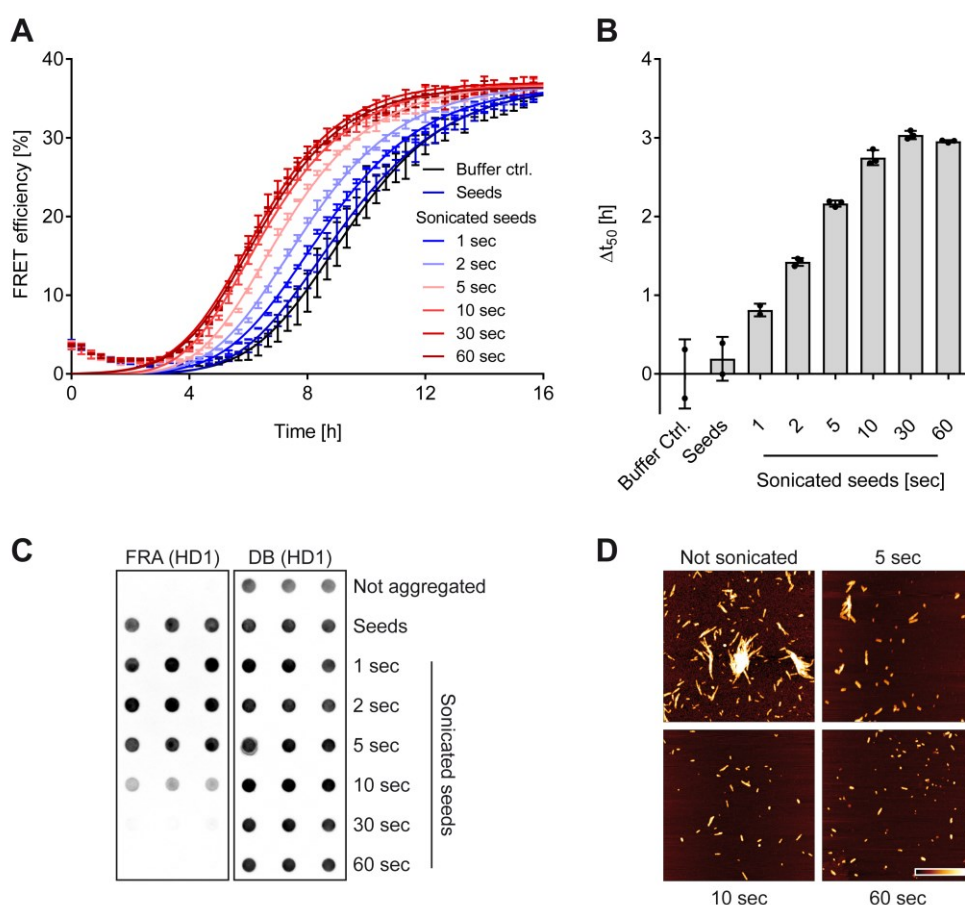 A
FRET efficiency [%]
40
30
20
10
0
0 4 8 12 16
Time [h]
Buffer ctrl.
Seeds
Sonicated seeds
1 sec
2 sec
5 sec
10 sec
30 sec
60 sec
B
Δt50 [h]
4
3
2
1
0
Buffer Ctrl.
Seeds
1 2 5 10 30 60
Sonicated seeds [sec]
C
FRA (HD1) DB (HD1)
Not aggregated
Seeds
1 sec
2 sec
5 sec
10 sec
30 sec
60 sec
Sonicated seeds
D
Not sonicated 5 sec
10 sec 60 sec